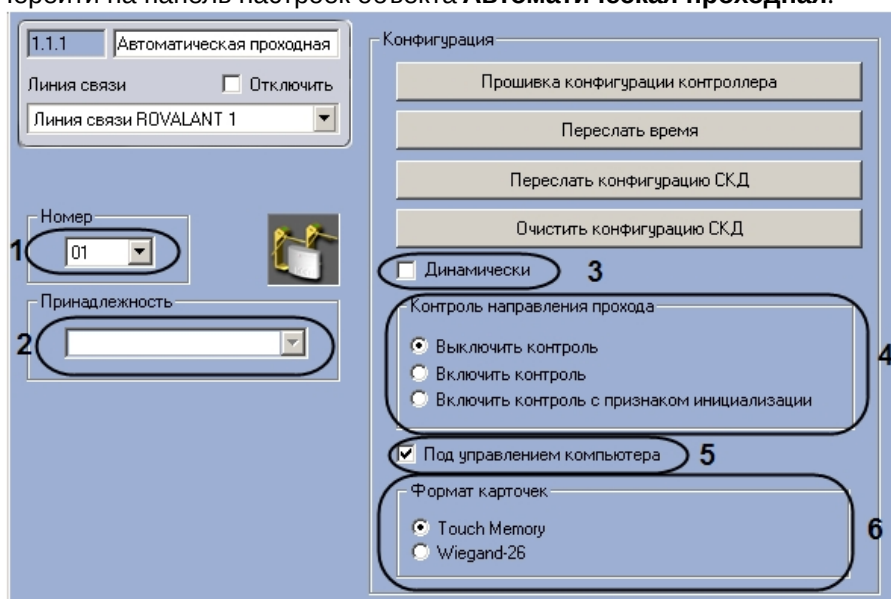 перейти на панель настроек объекта Автоматическая проходная.
1.1.1 Автоматическая проходная
Линия связи Отключить
Линия связи ROVALANT 1
Номер
1 01
Принадлежность
2
Конфигурация
Прошивка конфигурации контроллера
Переслать время
Переслать конфигурацию СКД
Очистить конфигурацию СКД
Динамически 3
Контроль направления прохода
Выключить контроль
Включить контроль
Включить контроль с признаком инициализации
4
Под управлением компьютера 5
Формат карточек
Touch Memory
Wiegand-26
6